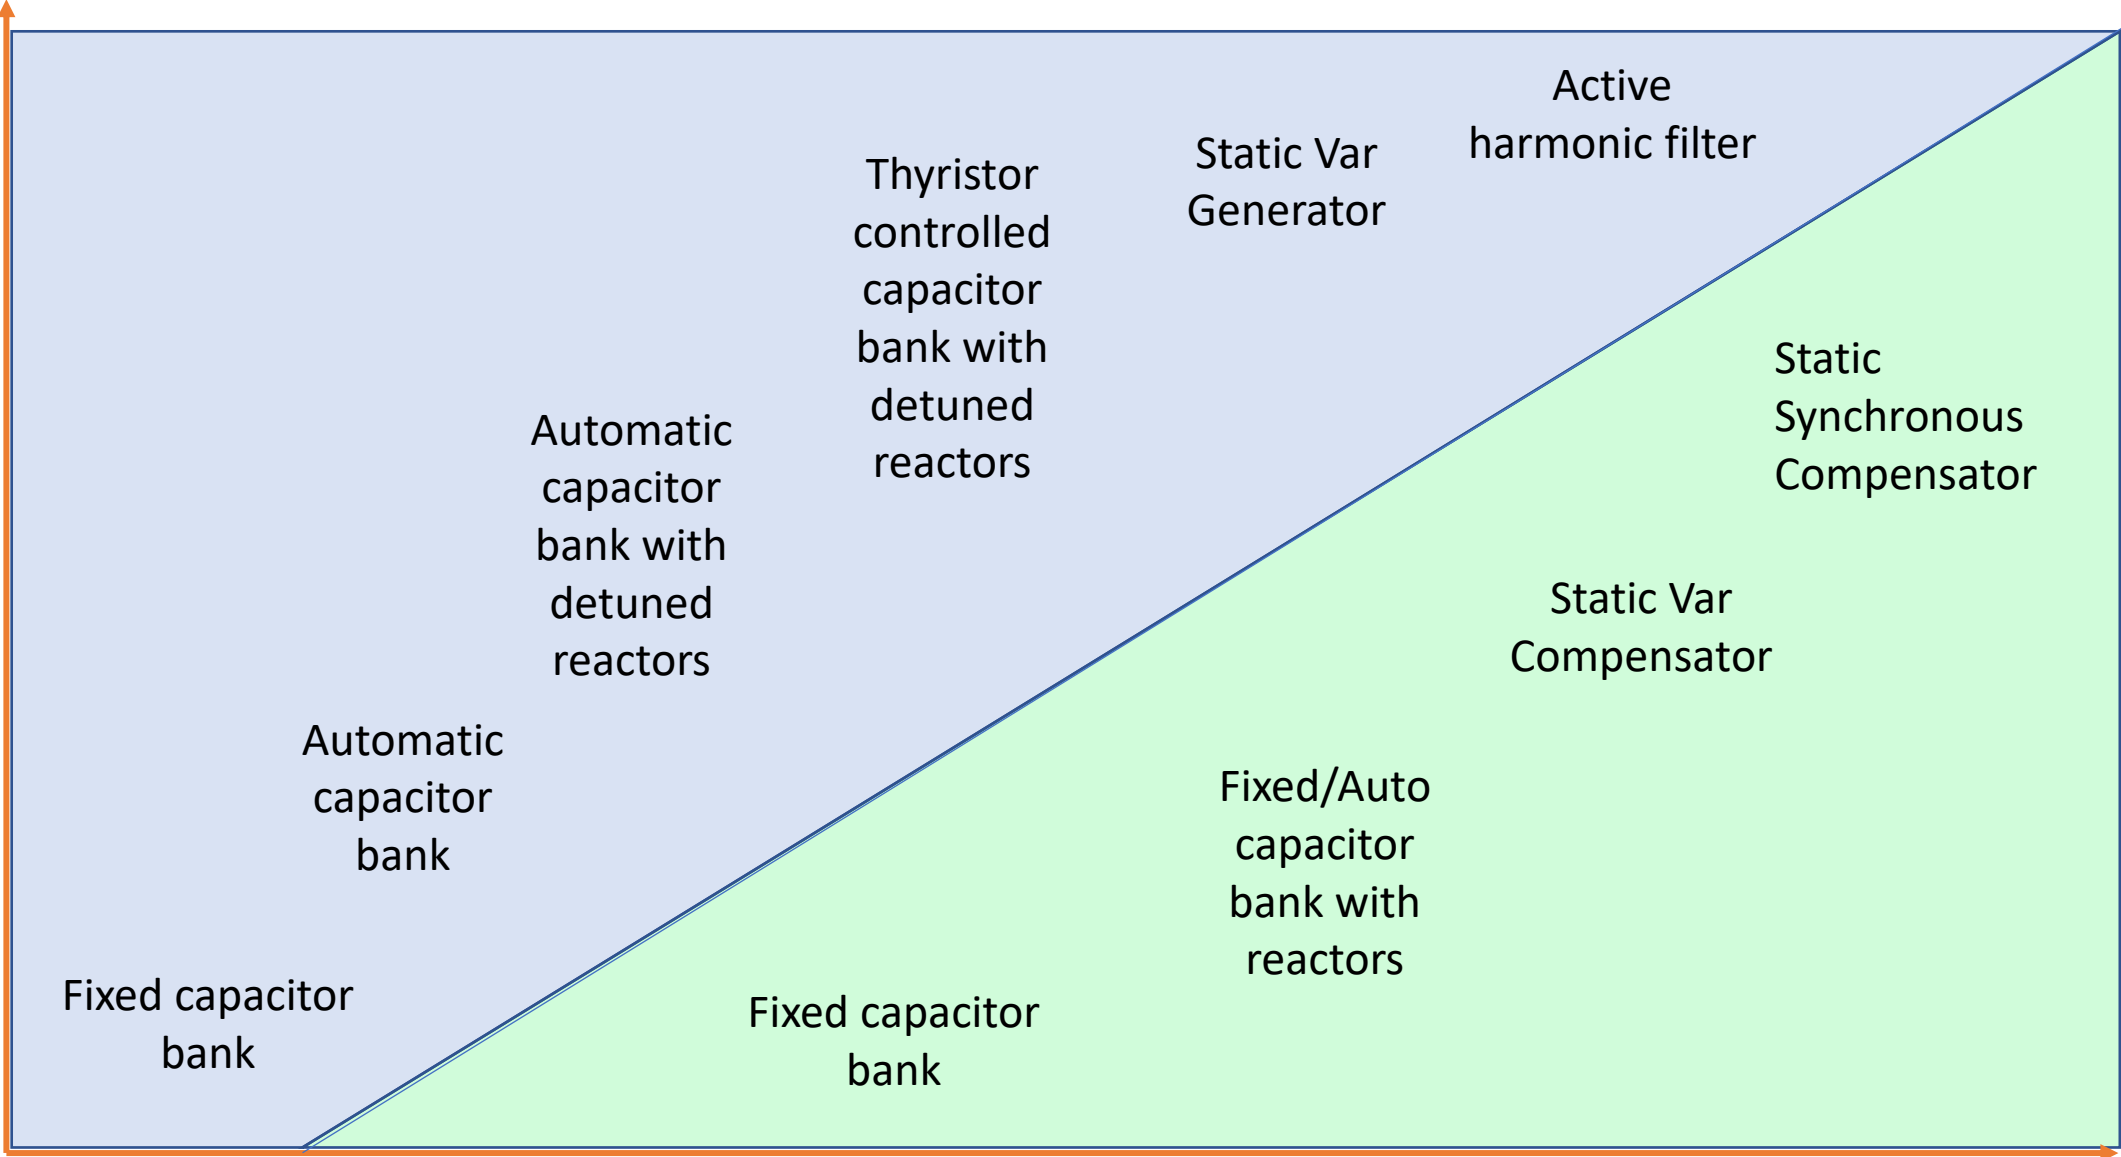 Active
harmonic filter
Static Var
Generator
Thyristor
controlled
capacitor
bank with
detuned
reactors
Automatic
capacitor
bank with
detuned
reactors
Automatic
capacitor
bank
Fixed capacitor
bank
Static
Synchronous
Compensator
Static Var
Compensator
Fixed/Auto
capacitor
bank with
reactors
Fixed capacitor
bank